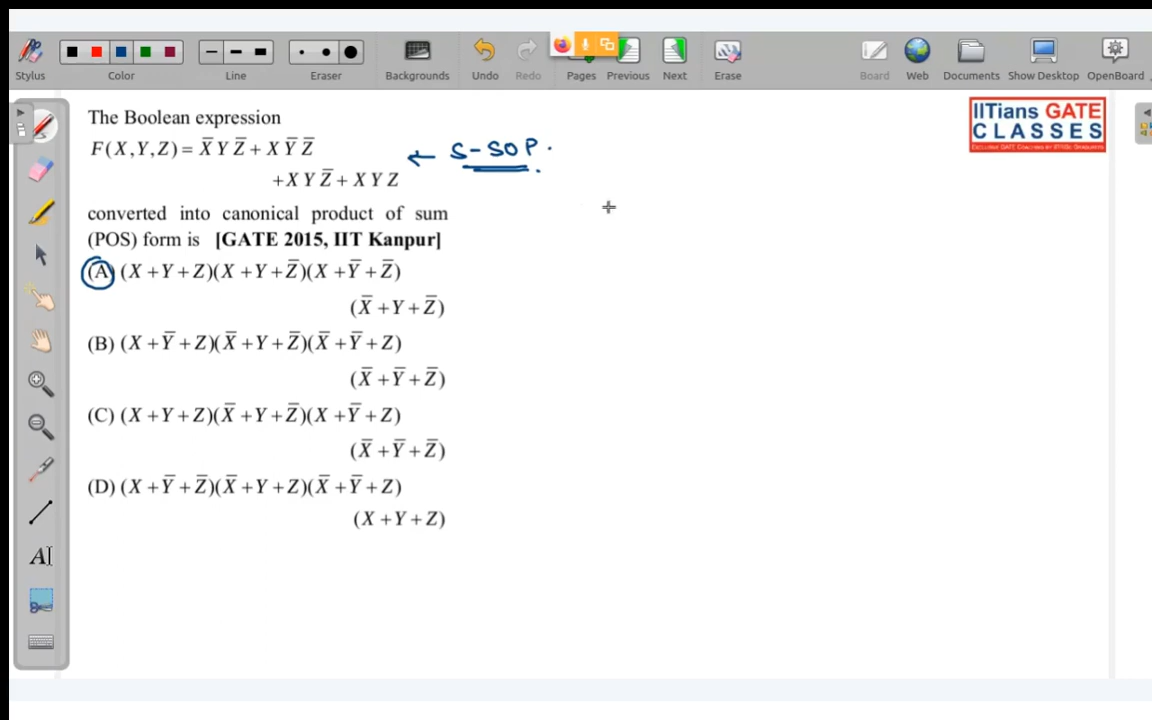 Stylus Color Line Eraser Backgrounds Undo Redo Pages Previous Next Erase Board Web Documents Show Desktop OpenBoard
IITians GATE
CLASSES
The Boolean expression
F(X,Y,Z) = X̅ Y Z̅ + X Y̅ Z̅
+ X Y Z̅ + X Y Z
← S-SOP.
converted into canonical product of sum
(POS) form is [GATE 2015, IIT Kanpur]
(A) (X + Y + Z)(X + Y + Z̅)(X + Y̅ + Z̅)
(X̅ + Y + Z̅)
(B) (X + Y̅ + Z)(X̅ + Y + Z̅)(X̅ + Y̅ + Z)
(X̅ + Y̅ + Z̅)
(C) (X + Y + Z)(X̅ + Y + Z̅)(X + Y̅ + Z)
(X̅ + Y̅ + Z̅)
(D) (X + Y̅ + Z̅)(X̅ + Y + Z)(X̅ + Y̅ + Z)
(X + Y + Z)